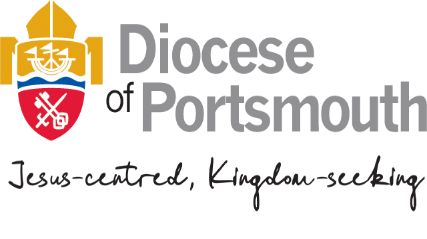 Diocese
of Portsmouth
Jesus-centred, Kingdom-seeking